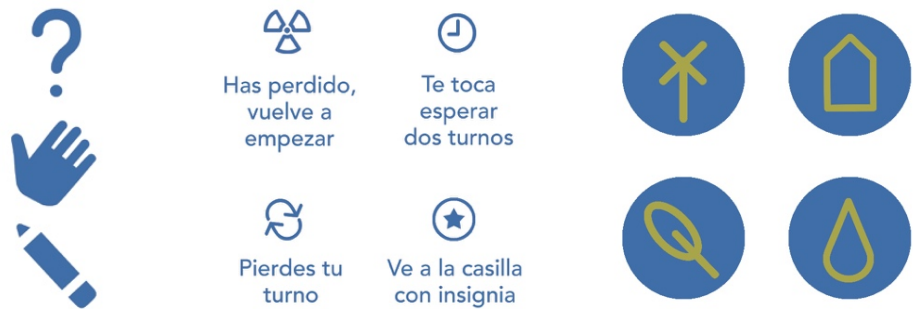 ?
Has perdido,
vuelve a
empezar
Te toca
esperar
dos turnos
Pierdes tu
turno
Ve a la casilla
con insignia